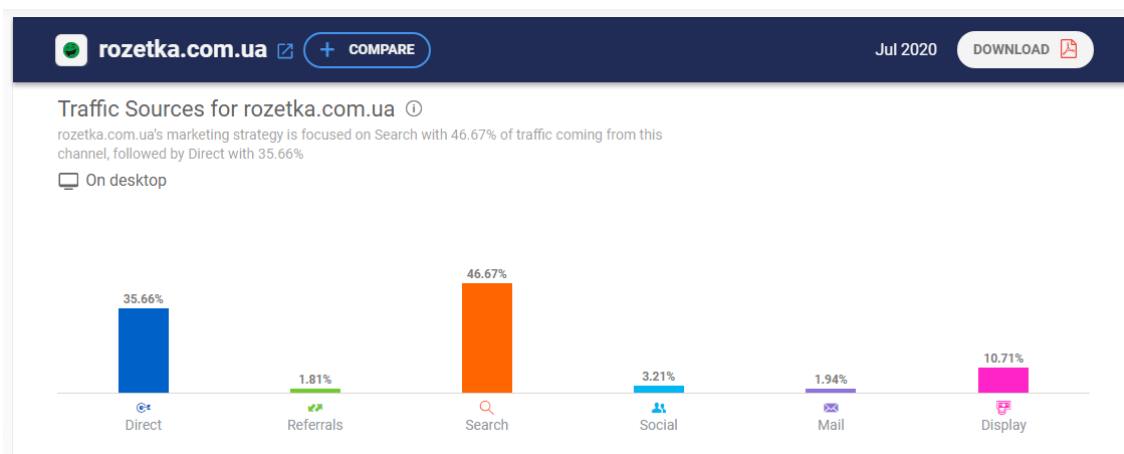 rozetka.com.ua + COMPARE Jul 2020 DOWNLOAD
Traffic Sources for rozetka.com.ua
rozetka.com.ua's marketing strategy is focused on Search with 46.67% of traffic coming from this
channel, followed by Direct with 35.66%
On desktop
35.66% 1.81% 46.67% 3.21% 1.94% 10.71%
Direct Referrals Search Social Mail Display